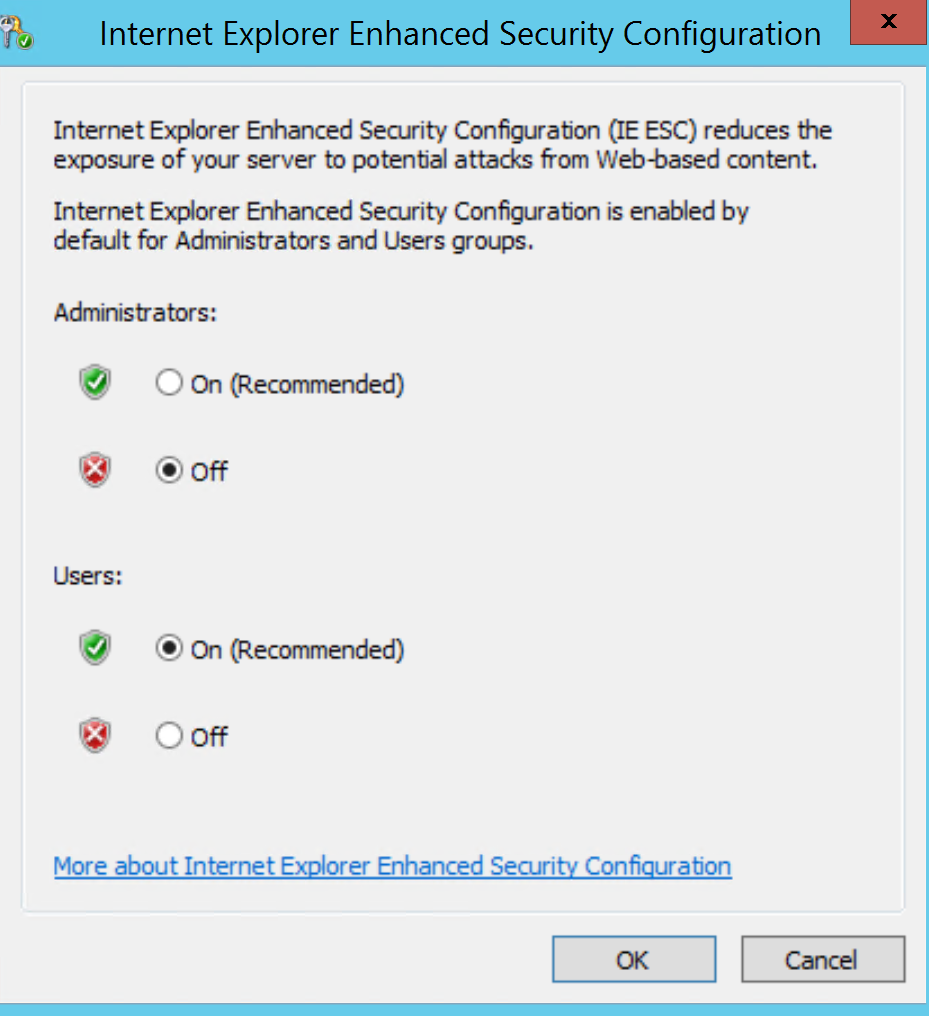 Internet Explorer Enhanced Security Configuration
x
Internet Explorer Enhanced Security Configuration (IE ESC) reduces the
exposure of your server to potential attacks from Web-based content.
Internet Explorer Enhanced Security Configuration is enabled by
default for Administrators and Users groups.
Administrators:
On (Recommended)
Off
Users:
On (Recommended)
Off
More about Internet Explorer Enhanced Security Configuration
OK Cancel